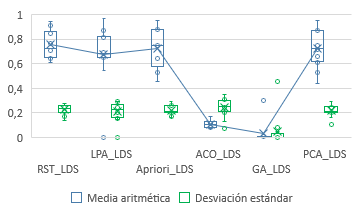 1
0,8
0,6
0,4
0,2
0
LPA_LDS ACO_LDS PCA_LDS
RST_LDS Apriori_LDS GA_LDS
Media aritmética Desviación estándar